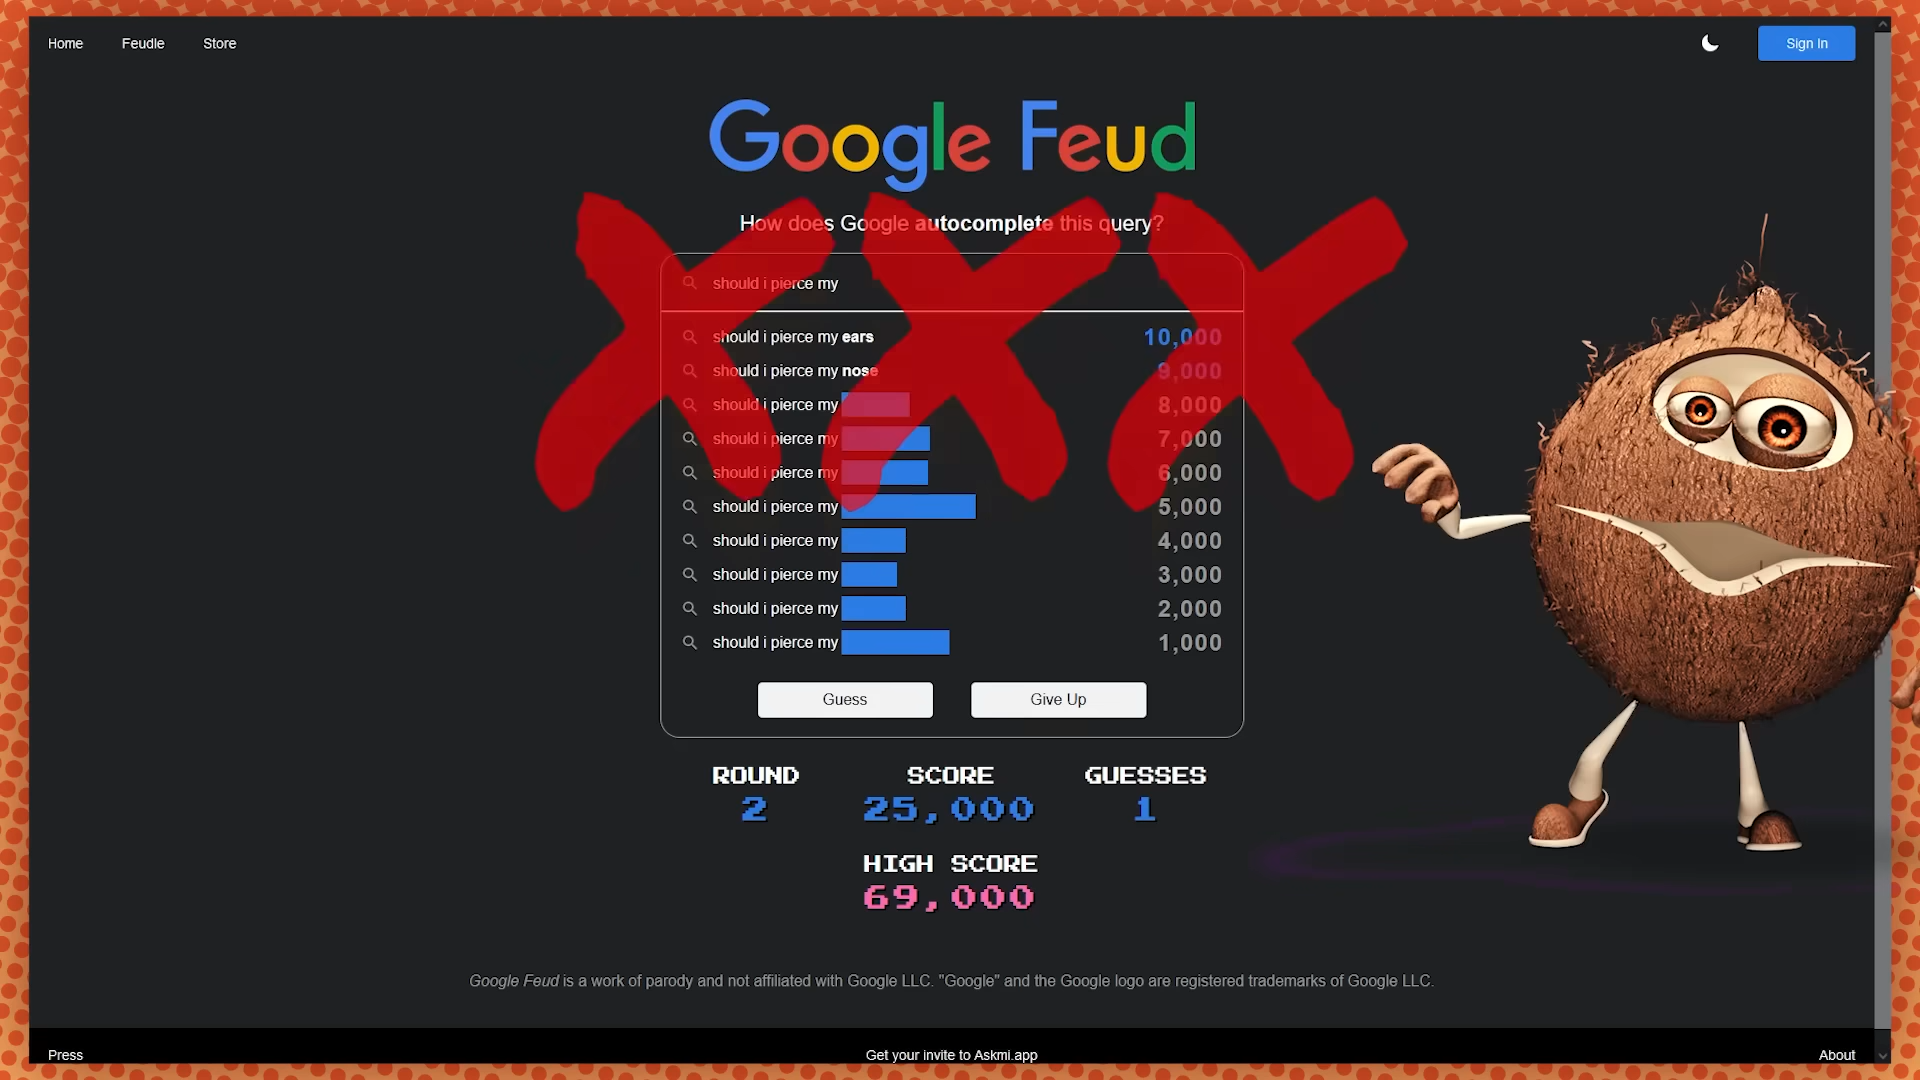 Home Feudle Store Sign In
Google Feud
How does Google autocomplete this query?
should i pierce my
should i pierce my ears 10,000
should i pierce my nose 9,000
should i pierce my 8,000
should i pierce my 7,000
should i pierce my 6,000
should i pierce my 5,000
should i pierce my 4,000
should i pierce my 3,000
should i pierce my 2,000
should i pierce my 1,000
Guess Give Up
ROUND SCORE GUESSES
2 25,000 1
HIGH SCORE
69,000
Google Feud is a work of parody and not affiliated with Google LLC. "Google" and the Google logo are registered trademarks of Google LLC.
Press Get your invite to Askmi.app About